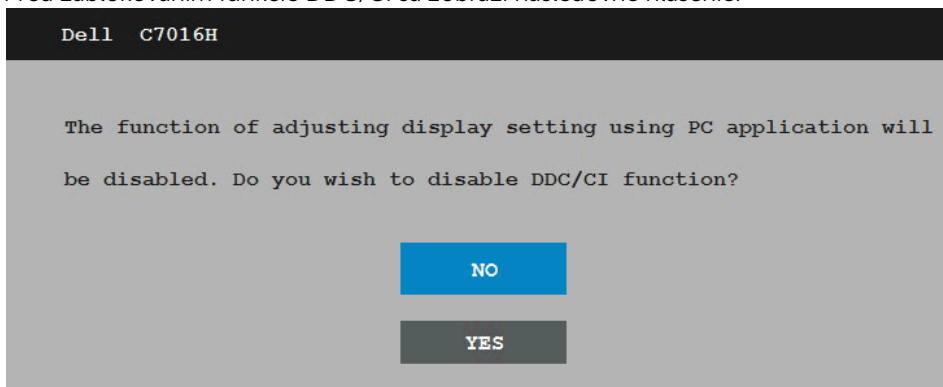 Dell C7016H
The function of adjusting display setting using PC application will
be disabled. Do you wish to disable DDC/CI function?
NO
YES